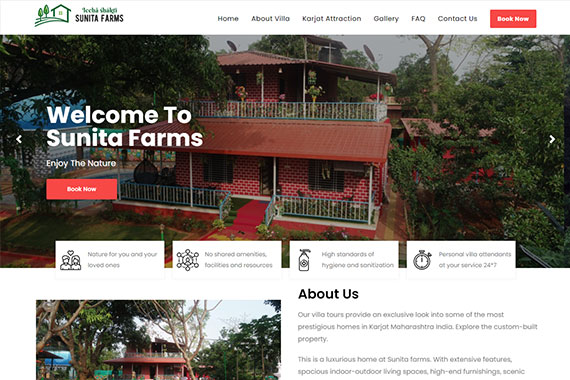 Icchā śhakti
SUNITA FARMS
Home About Villa Karjat Attraction Gallery FAQ Contact Us Book Now
Welcome To
Sunita Farms
Enjoy The Nature
Book Now
Nature for you and your
loved ones
No shared amenities,
facilities and resources
High standards of
hygiene and sanitization
Personal villa attendants
at your service 24*7
About Us
Our villa tours provide an exclusive look into some of the most
prestigious homes in Karjat Maharashtra India. Explore the custom-built
property.
This is a luxurious home at Sunita farms. With extensive features,
spacious indoor-outdoor living spaces, high-end furnishings, scenic